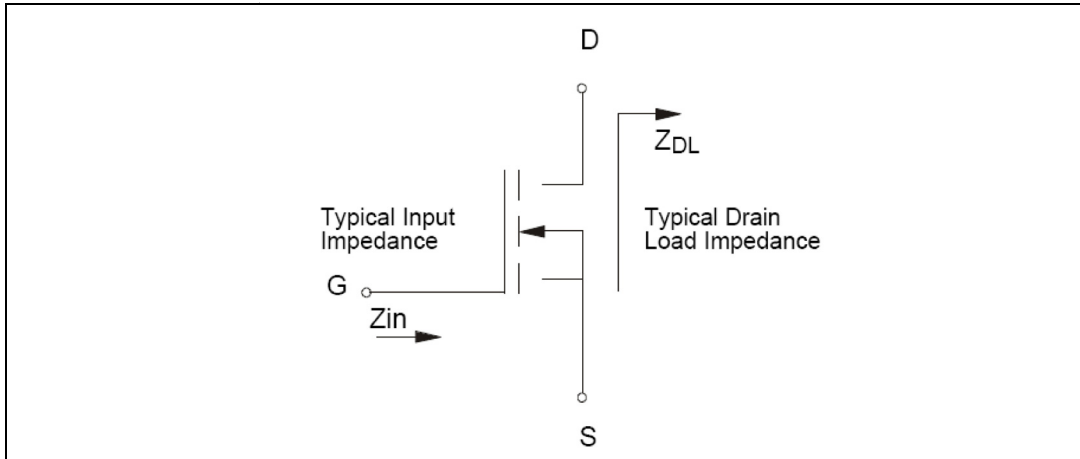 D
Z_DL
Typical Input
Impedance
Typical Drain
Load Impedance
G
Zin
S